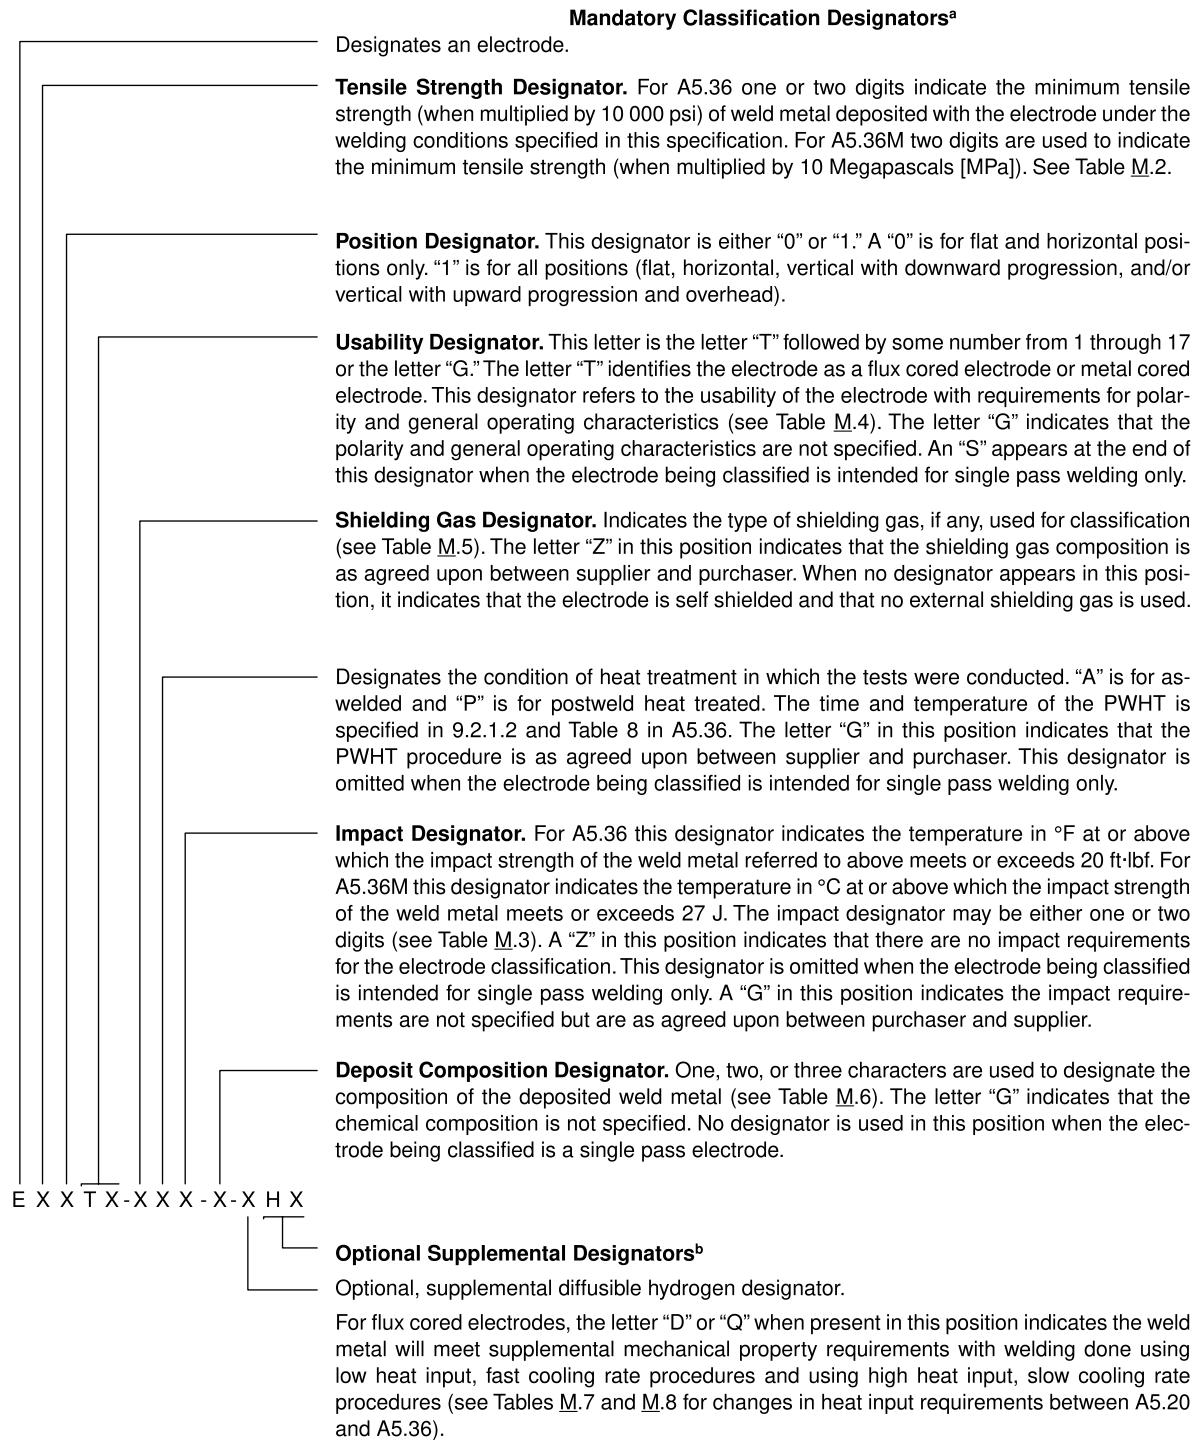 Mandatory Classification Designatorsᵃ
Designates an electrode.
Tensile Strength Designator. For A5.36 one or two digits indicate the minimum tensile
strength (when multiplied by 10 000 psi) of weld metal deposited with the electrode under the
welding conditions specified in this specification. For A5.36M two digits are used to indicate
the minimum tensile strength (when multiplied by 10 Megapascals [MPa]). See Table M.2.
Position Designator. This designator is either “0” or “1.” A “0” is for flat and horizontal posi-
tions only. “1” is for all positions (flat, horizontal, vertical with downward progression, and/or
vertical with upward progression and overhead).
Usability Designator. This letter is the letter “T” followed by some number from 1 through 17
or the letter “G.” The letter “T” identifies the electrode as a flux cored electrode or metal cored
electrode. This designator refers to the usability of the electrode with requirements for polar-
ity and general operating characteristics (see Table M.4). The letter “G” indicates that the
polarity and general operating characteristics are not specified. An “S” appears at the end of
this designator when the electrode being classified is intended for single pass welding only.
Shielding Gas Designator. Indicates the type of shielding gas, if any, used for classification
(see Table M.5). The letter “Z” in this position indicates that the shielding gas composition is
as agreed upon between supplier and purchaser. When no designator appears in this posi-
tion, it indicates that the electrode is self shielded and that no external shielding gas is used.
Designates the condition of heat treatment in which the tests were conducted. “A” is for as-
welded and “P” is for postweld heat treated. The time and temperature of the PWHT is
specified in 9.2.1.2 and Table 8 in A5.36. The letter “G” in this position indicates that the
PWHT procedure is as agreed upon between supplier and purchaser. This designator is
omitted when the electrode being classified is intended for single pass welding only.
Impact Designator. For A5.36 this designator indicates the temperature in °F at or above
which the impact strength of the weld metal referred to above meets or exceeds 20 ft·lbf. For
A5.36M this designator indicates the temperature in °C at or above which the impact strength
of the weld metal meets or exceeds 27 J. The impact designator may be either one or two
digits (see Table M.3). A “Z” in this position indicates that there are no impact requirements
for the electrode classification. This designator is omitted when the electrode being classified
is intended for single pass welding only. A “G” in this position indicates the impact require-
ments are not specified but are as agreed upon between purchaser and supplier.
Deposit Composition Designator. One, two, or three characters are used to designate the
composition of the deposited weld metal (see Table M.6). The letter “G” indicates that the
chemical composition is not specified. No designator is used in this position when the elec-
trode being classified is a single pass electrode.
E X X T X - X X X - X - X H X
Optional Supplemental Designatorsᵇ
Optional, supplemental diffusible hydrogen designator.
For flux cored electrodes, the letter “D” or “Q” when present in this position indicates the weld
metal will meet supplemental mechanical property requirements with welding done using
low heat input, fast cooling rate procedures and using high heat input, slow cooling rate
procedures (see Tables M.7 and M.8 for changes in heat input requirements between A5.20
and A5.36).